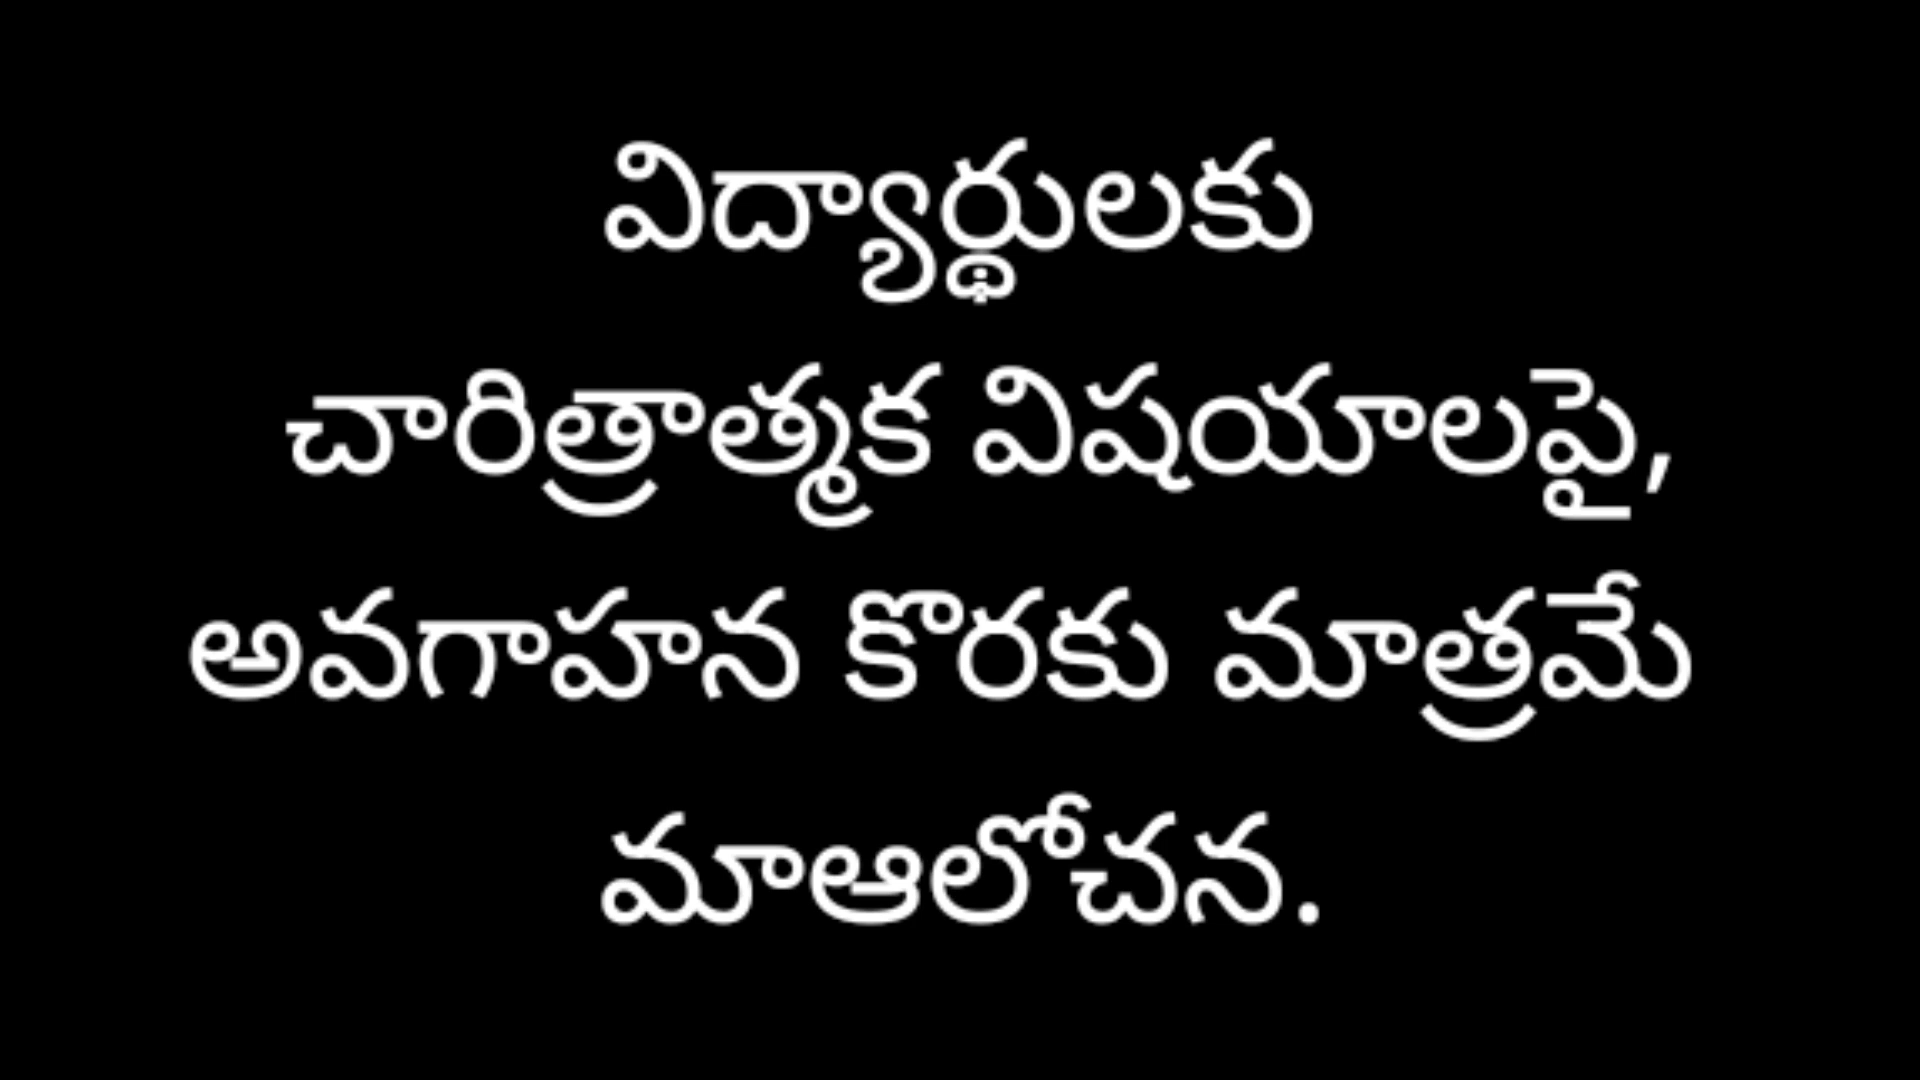 విద్యార్థులకు
చారిత్రాత్మక విషయాలపై,
అవగాహన కొరకు మాత్రమే
మాఆలోచన.